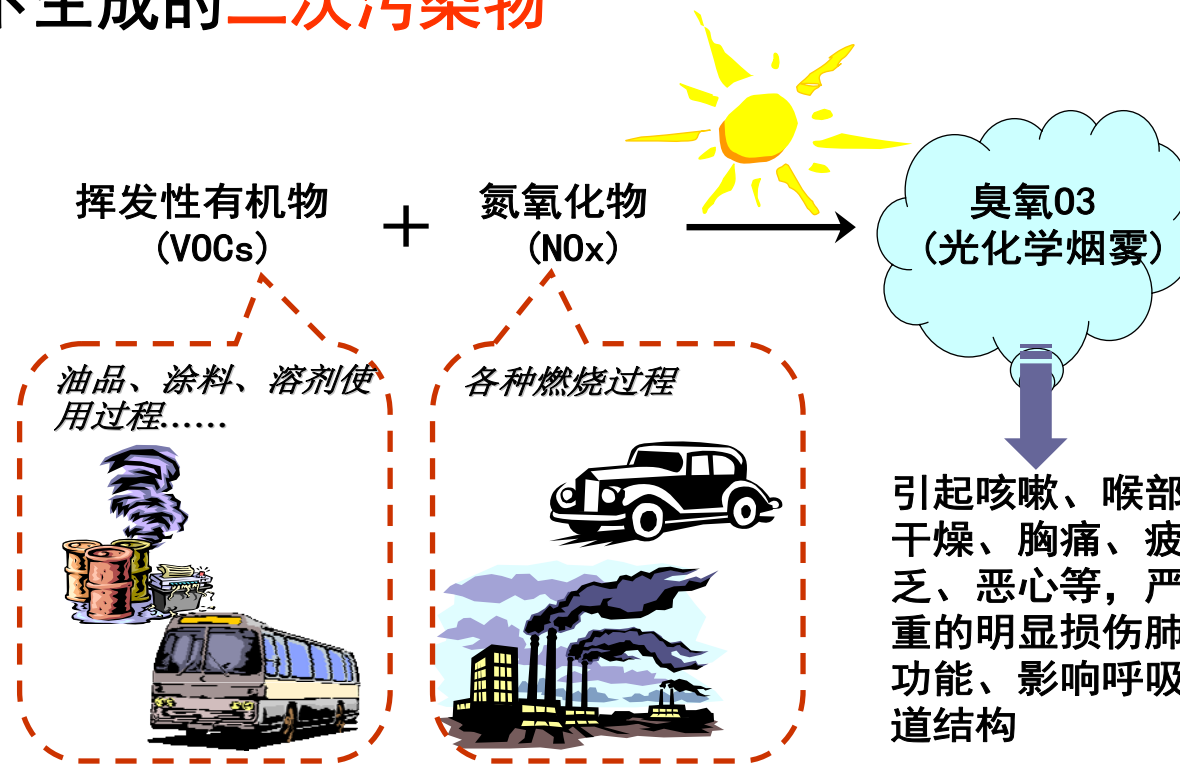 下生成的二次污染物
挥发性有机物
(VOCs)
+
氮氧化物
(NOx)
臭氧03
(光化学烟雾)
油品、涂料、溶剂使
用过程……
各种燃烧过程
引起咳嗽、喉部
干燥、胸痛、疲
乏、恶心等，严
重的明显损伤肺
功能、影响呼吸
道结构